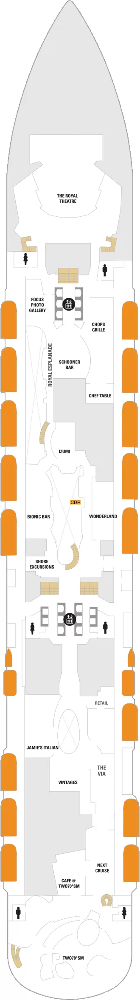 THE ROYAL
THEATRE
FOCUS
PHOTO
GALLERY
CHOPS
GRILLE
ROYAL ESPLANADE
SCHOONER
BAR
CHEF TABLE
IZUMI
CDP
BIONIC BAR
WONDERLAND
SHORE
EXCURSIONS
RETAIL
JAMIE'S ITALIAN
THE
VIA
VINTAGES
NEXT
CRUISE
CAFE @
TWO70°SM
TWO70°SM